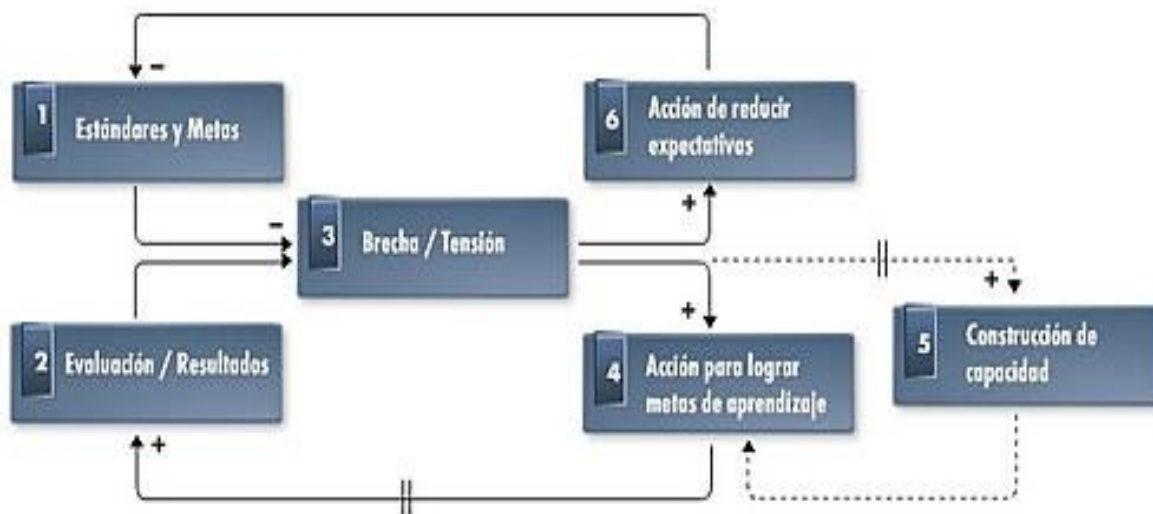 1
Estándares y Metas
6
Acción de reducir
expectativas
3
Brecha / Tensión
2
Evaluación / Resultados
4
Acción para lograr
metas de aprendizaje
5
Construcción de
capacidad
–
–
+
+
+
+